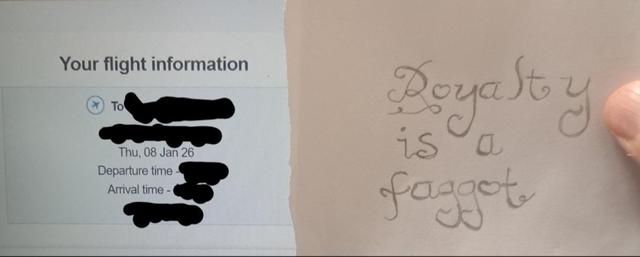 Your flight information
To
Thu, 08 Jan 26
Departure time -
Arrival time -
Royalty
is a
faggot